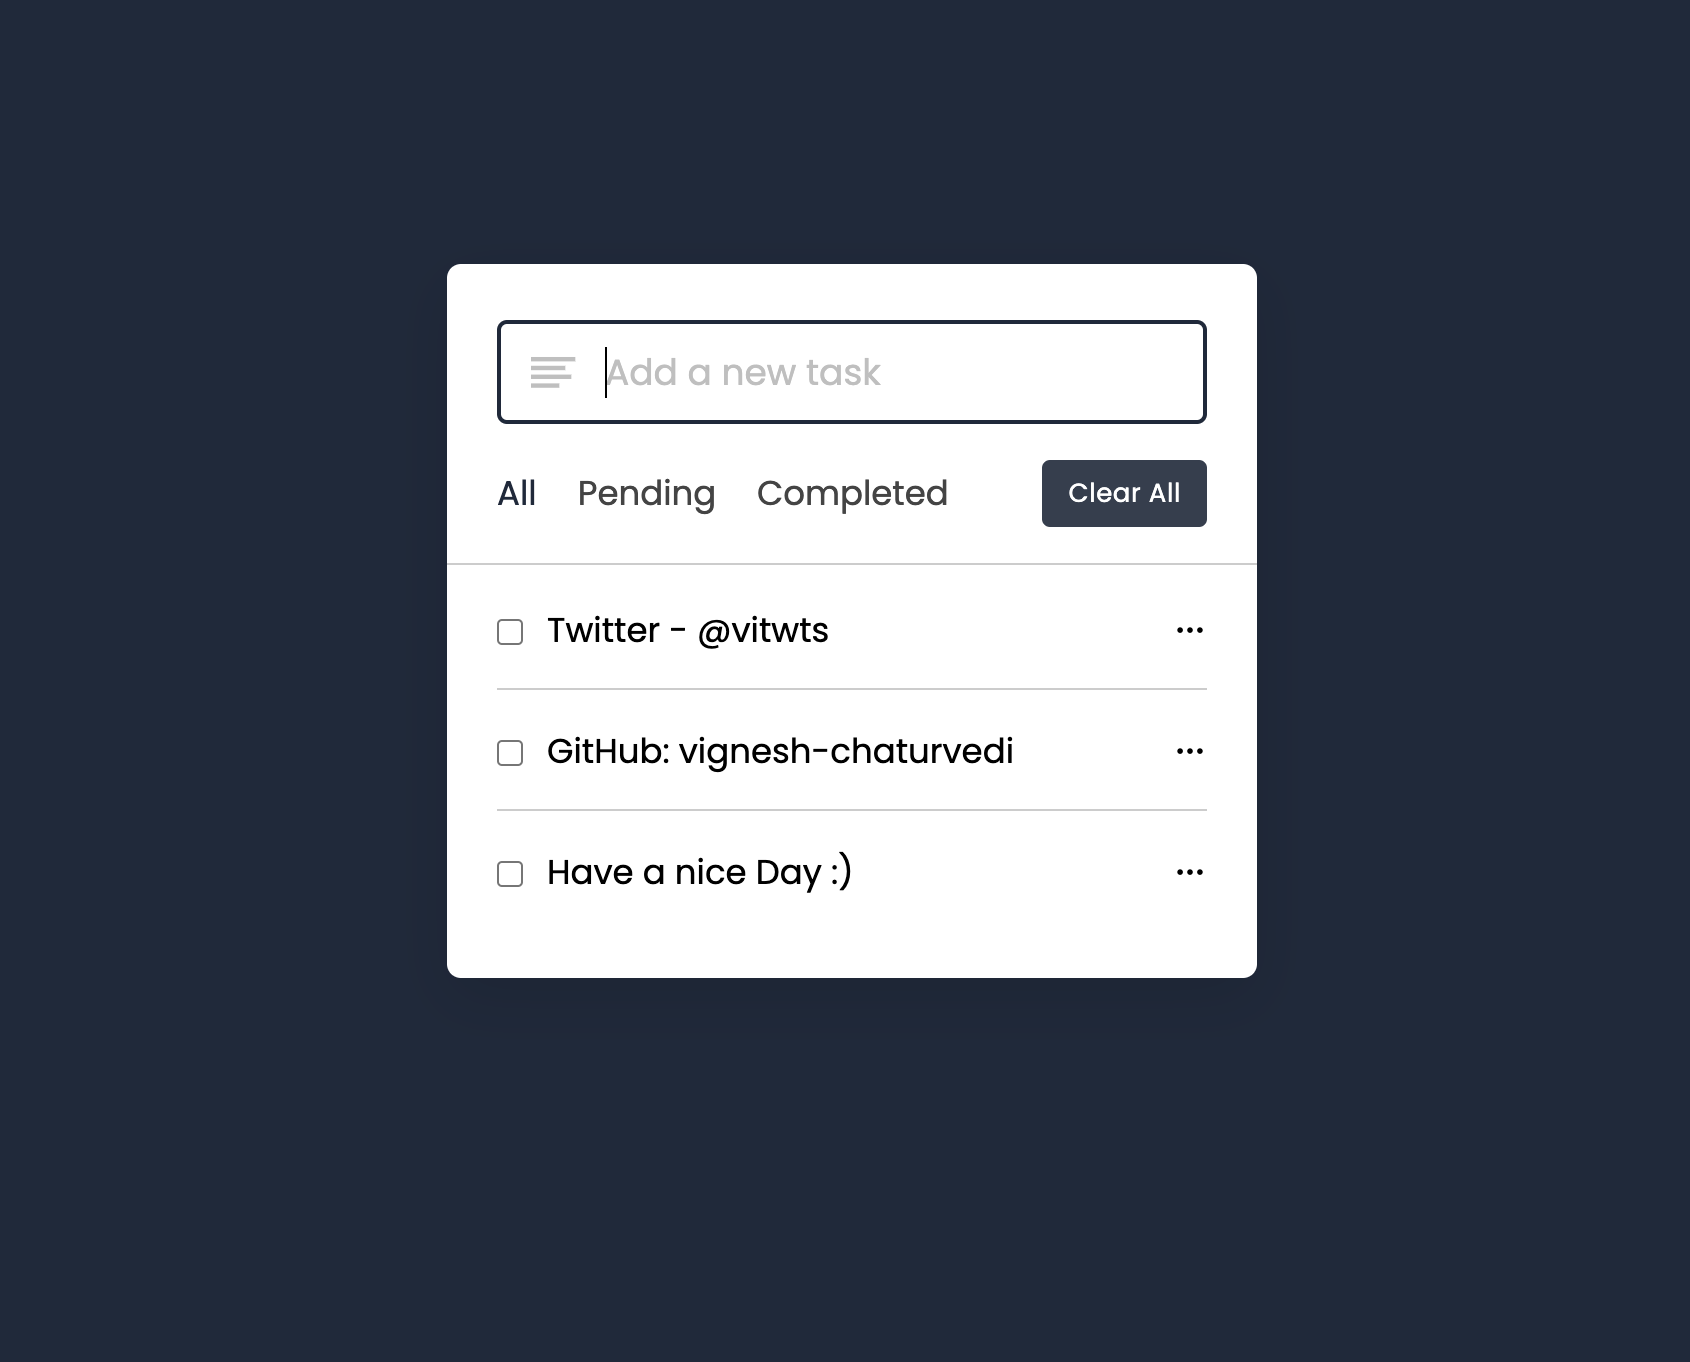 Add a new task
All Pending Completed Clear All
Twitter - @vitwts
GitHub: vignesh-chaturvedi
Have a nice Day :)